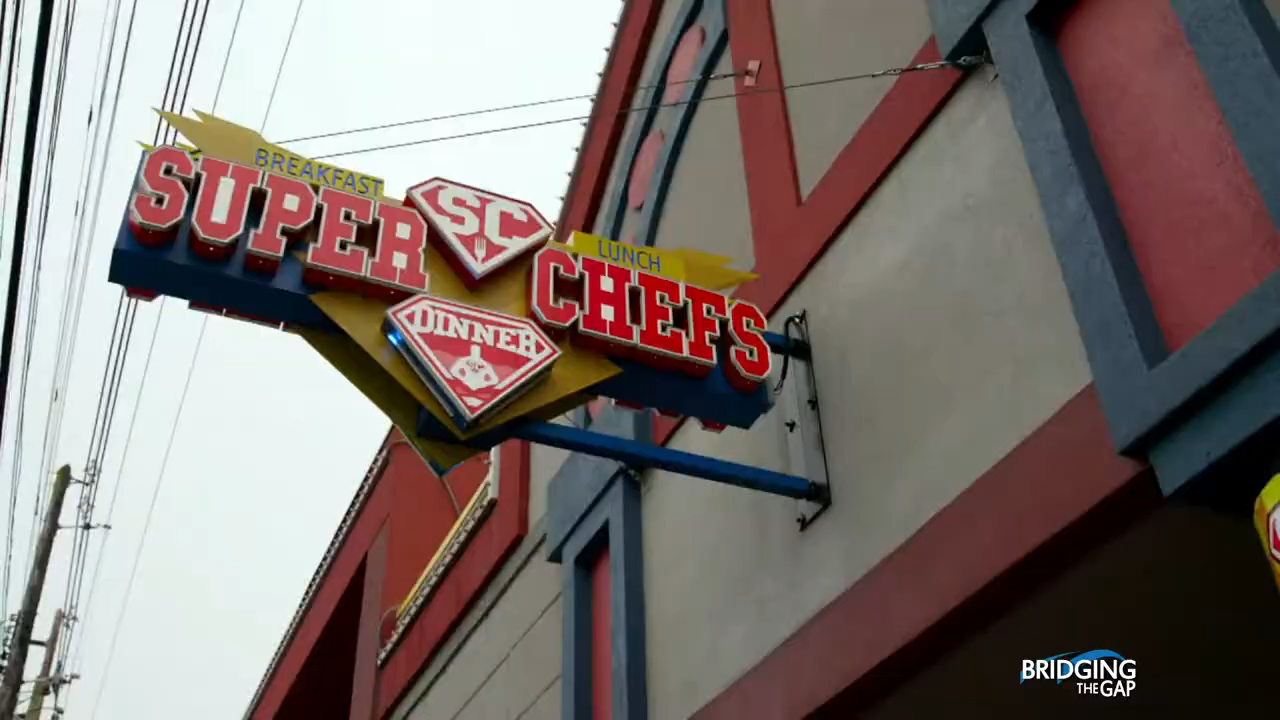 BREAKFAST
SUPER
SC
LUNCH
CHEFS
DINNER
BRIDGING
THE GAP